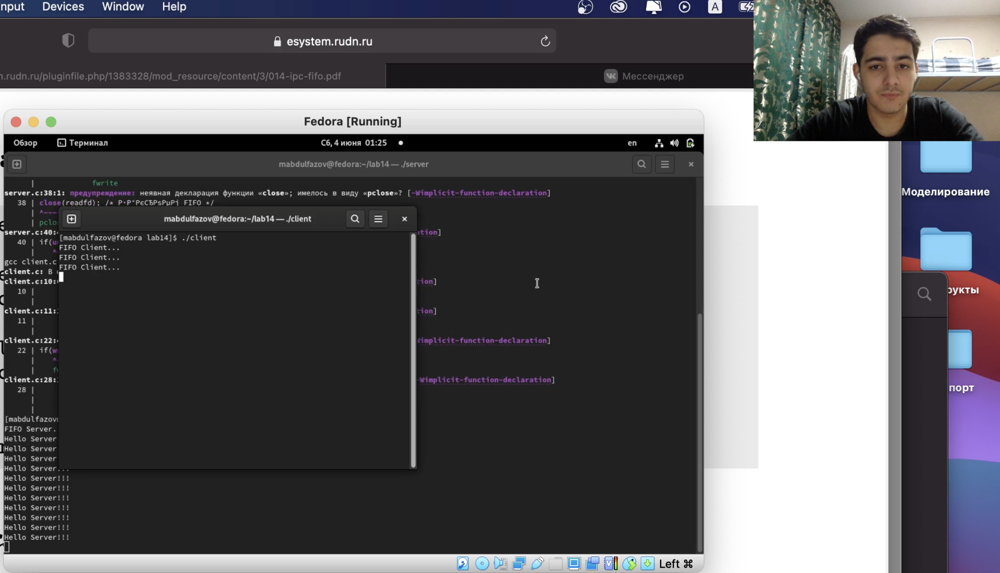 nput Devices Window Help
A
esystem.rudn.ru
n.rudn.ru/pluginfile.php/1383328/mod_resource/content/3/014-ipc-fifo.pdf
Мессенджер
Fedora [Running]
Обзор Терминал Сб, 4 июня 01:25 en
mabdulfazov@fedora:~/lab14 — ./server
| fwrite
server.c:38:1: предупреждение: неявная декларация функции «close»; имелось в виду «pclose»? [-Wimplicit-function-declaration]
38 | close(readfd); /* Р·Р°РєСЂРѕРµРј FIFO */
| ^~~~
| pclo
mabdulfazov@fedora:~/lab14 — ./client
server.c:40: tion]
40 | if(u
| ^
gcc client.c
client.c: В
client.c:10: tion]
10 |
|
client.c:11: tion]
11 |
|
client.c:22: Wimplicit-function-declaration]
22 | if(w
| ^
| f
client.c:28: -Wimplicit-function-declaration]
28 |
|
|
[mabdulfazov
FIFO Server.
Hello Server
Hello Server
Hello Server
Hello Server...
Hello Server!!!
Hello Server!!!
Hello Server!!!
Hello Server!!!
Hello Server!!!
Hello Server!!!
Hello Server!!!
[mabdulfazov@fedora lab14]$ ./client
FIFO Client...
FIFO Client...
FIFO Client...
Left ⌘
Моделирование
рукты
порт